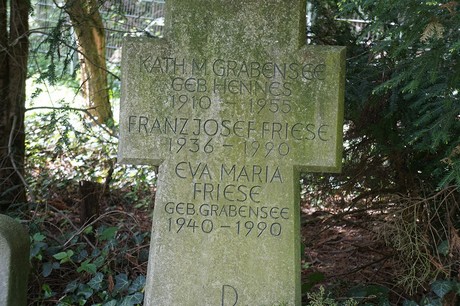 KATH. M. GRABENSEE
GEB. HENNES
1910 - 1955
FRANZ JOSEF FRIESE
1936 - 1990
EVA MARIA
FRIESE
GEB. GRABENSEE
1940 - 1990